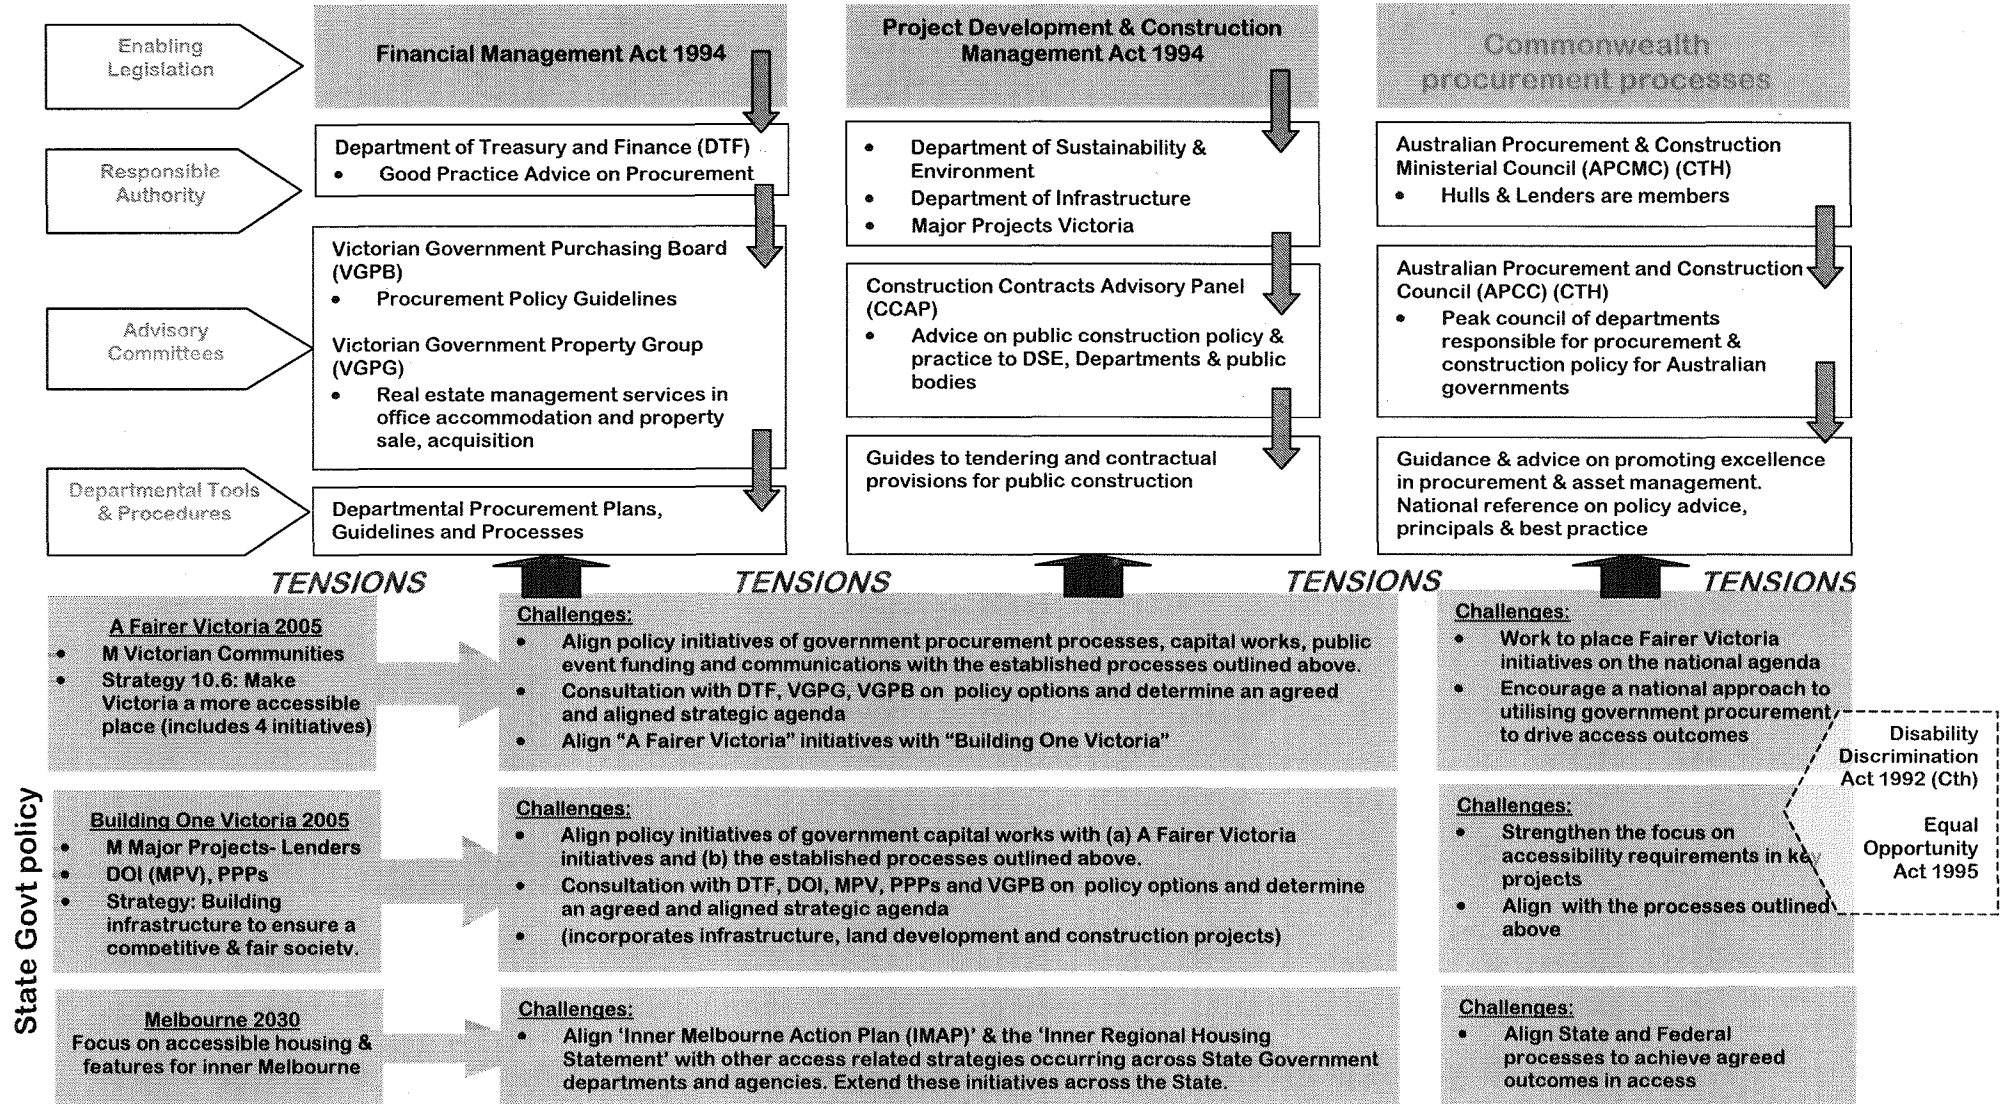 Enabling
Legislation
Financial Management Act 1994
Project Development & Construction
Management Act 1994
Commonwealth
procurement processes
Responsible
Authority
Department of Treasury and Finance (DTF)
• Good Practice Advice on Procurement
• Department of Sustainability &
Environment
• Department of Infrastructure
• Major Projects Victoria
Australian Procurement & Construction
Ministerial Council (APCMC) (CTH)
• Hulls & Lenders are members
Advisory
Committees
Victorian Government Purchasing Board
(VGPB)
• Procurement Policy Guidelines
Victorian Government Property Group
(VGPG)
• Real estate management services in
office accommodation and property
sale, acquisition
Construction Contracts Advisory Panel
(CCAP)
• Advice on public construction policy &
practice to DSE, Departments & public
bodies
Australian Procurement and Construction
Council (APCC) (CTH)
• Peak council of departments
responsible for procurement &
construction policy for Australian
governments
Departmental Tools
& Procedures
Departmental Procurement Plans,
Guidelines and Processes
Guides to tendering and contractual
provisions for public construction
Guidance & advice on promoting excellence
in procurement & asset management.
National reference on policy advice,
principals & best practice
TENSIONS
TENSIONS
TENSIONS
TENSIONS
State Govt policy
A Fairer Victoria 2005
• M Victorian Communities
• Strategy 10.6: Make
Victoria a more accessible
place (includes 4 initiatives)
Challenges:
• Align policy initiatives of government procurement processes, capital works, public
event funding and communications with the established processes outlined above.
• Consultation with DTF, VGPG, VGPB on policy options and determine an agreed
and aligned strategic agenda
• Align “A Fairer Victoria” initiatives with “Building One Victoria”
Challenges:
• Work to place Fairer Victoria
initiatives on the national agenda
• Encourage a national approach to
utilising government procurement
to drive access outcomes
Disability
Discrimination
Act 1992 (Cth)
Equal
Opportunity
Act 1995
Building One Victoria 2005
• M Major Projects- Lenders
• DOI (MPV), PPPs
• Strategy: Building
infrastructure to ensure a
competitive & fair society.
Challenges:
• Align policy initiatives of government capital works with (a) A Fairer Victoria
initiatives and (b) the established processes outlined above.
• Consultation with DTF, DOI, MPV, PPPs and VGPB on policy options and determine
an agreed and aligned strategic agenda
• (incorporates infrastructure, land development and construction projects)
Challenges:
• Strengthen the focus on
accessibility requirements in key
projects
• Align with the processes outlined
above
Melbourne 2030
Focus on accessible housing &
features for inner Melbourne
Challenges:
• Align ‘Inner Melbourne Action Plan (IMAP)’ & the ‘Inner Regional Housing
Statement’ with other access related strategies occurring across State Government
departments and agencies. Extend these initiatives across the State.
Challenges:
• Align State and Federal
processes to achieve agreed
outcomes in access